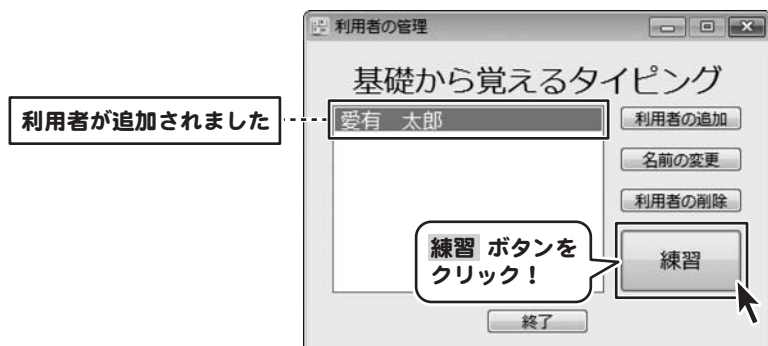 利用者の管理
基礎から覚えるタイピング
利用者が追加されました
愛有　太郎
利用者の追加
名前の変更
利用者の削除
練習 ボタンを
クリック！
練習
終了